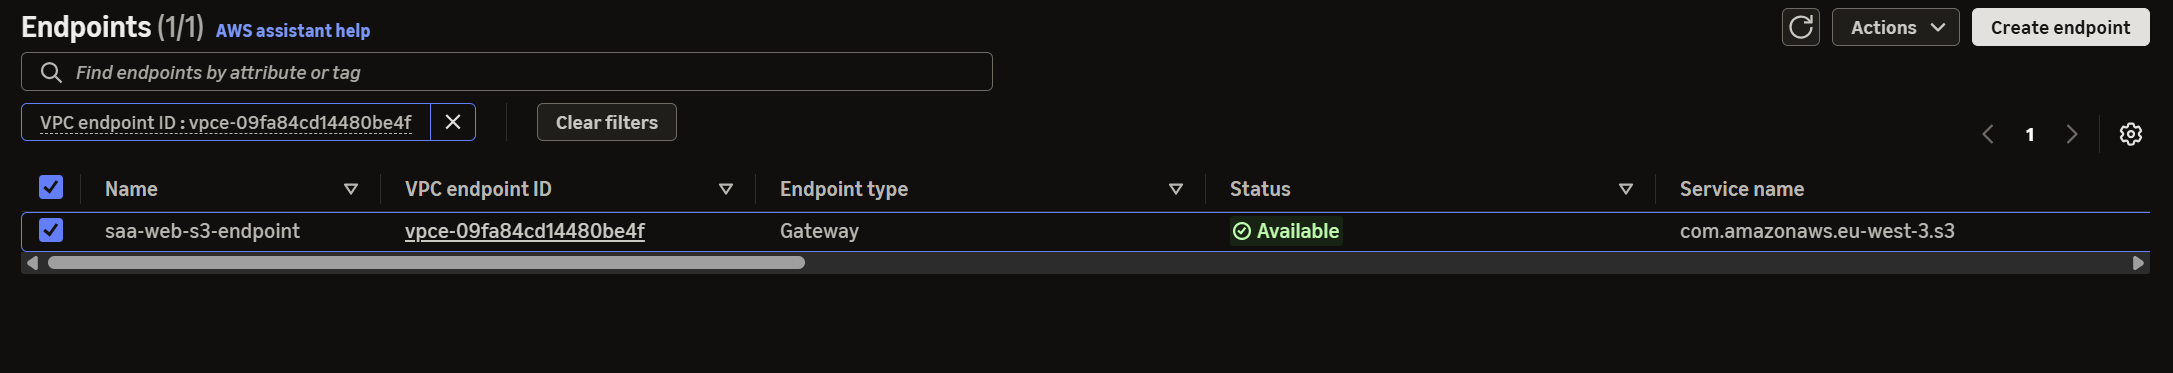 Endpoints (1/1) AWS assistant help
Actions
Create endpoint
Find endpoints by attribute or tag
VPC endpoint ID : vpce-09fa84cd14480be4f
Clear filters
1
Name VPC endpoint ID Endpoint type Status Service name
saa-web-s3-endpoint vpce-09fa84cd14480be4f Gateway Available com.amazonaws.eu-west-3.s3